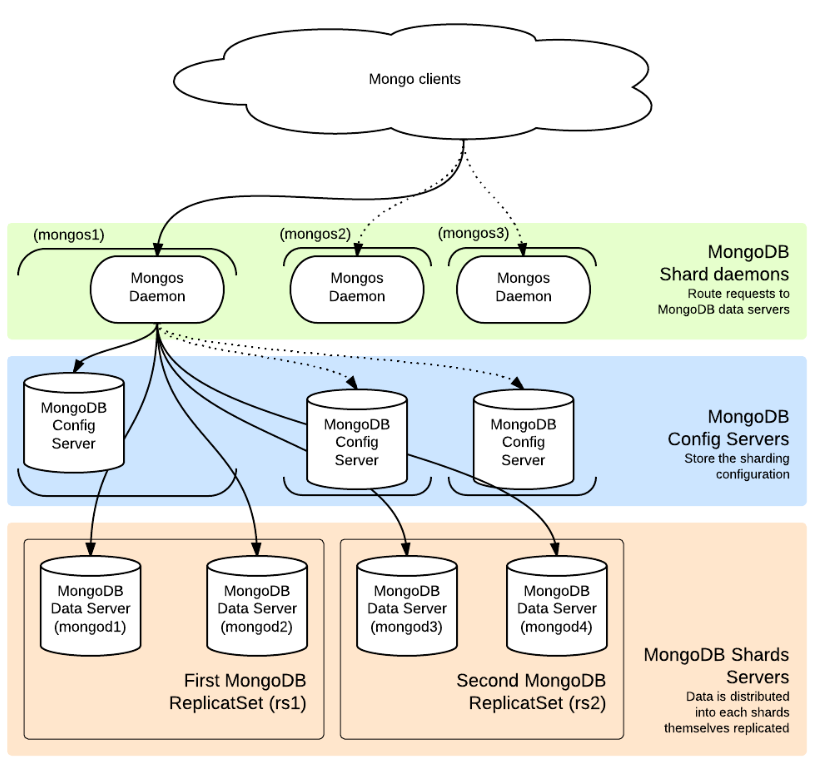 Mongo clients
(mongos1)
(mongos2)
(mongos3)
Mongos
Daemon
Mongos
Daemon
Mongos
Daemon
MongoDB
Shard daemons
Route requests to
MongoDB data servers
MongoDB
Config
Server
MongoDB
Config
Server
MongoDB
Config
Server
MongoDB
Config Servers
Store the sharding
configuration
MongoDB
Data Server
(mongod1)
MongoDB
Data Server
(mongod2)
MongoDB
Data Server
(mongod3)
MongoDB
Data Server
(mongod4)
First MongoDB
ReplicatSet (rs1)
Second MongoDB
ReplicatSet (rs2)
MongoDB Shards
Servers
Data is distributed
into each shards
themselves replicated